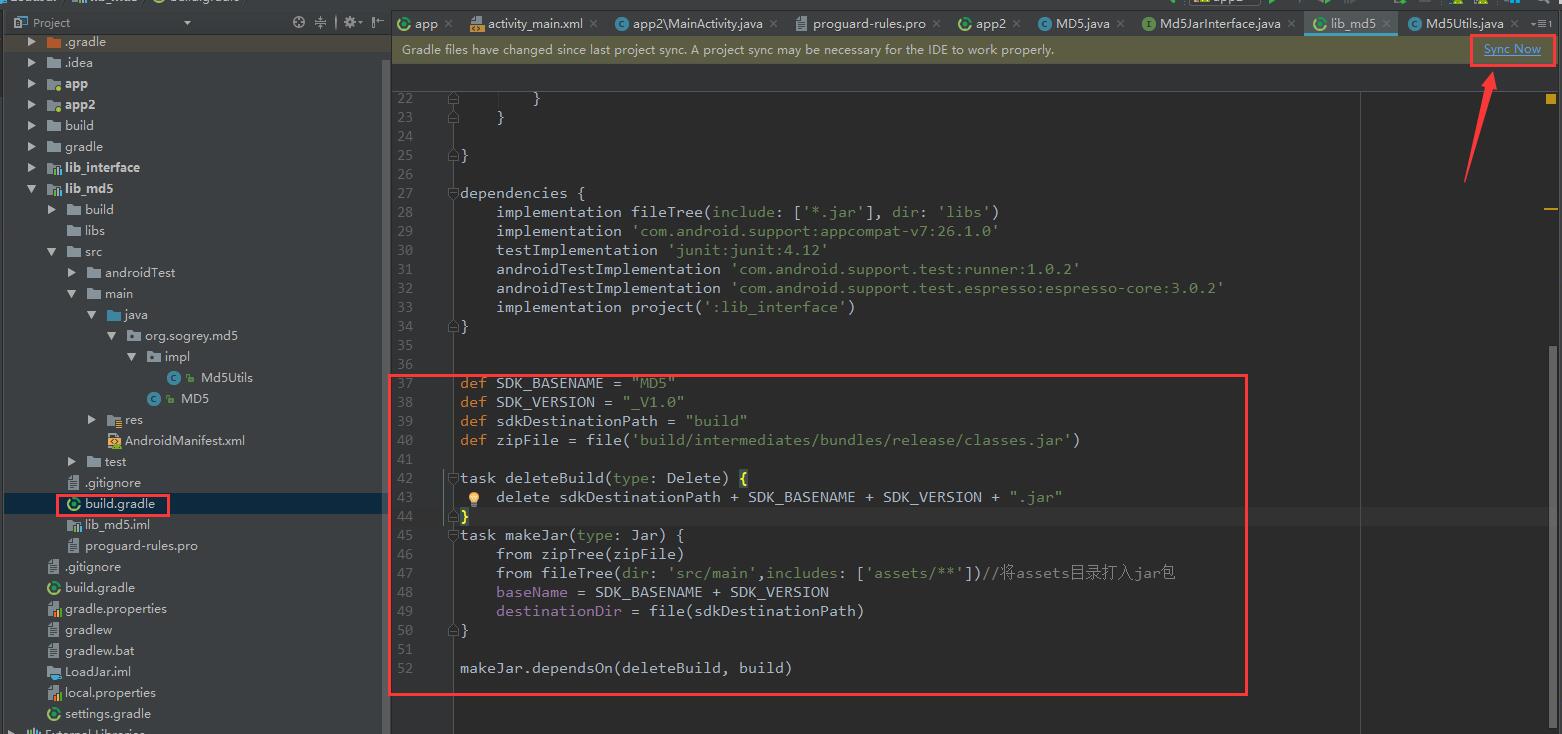 Project
.gradle
.idea
app
app2
build
gradle
lib_interface
lib_md5
build
libs
src
androidTest
main
java
org.sogrey.md5
impl
Md5Utils
MD5
res
AndroidManifest.xml
test
.gitignore
build.gradle
lib_md5.iml
proguard-rules.pro
.gitignore
build.gradle
gradle.properties
gradlew
gradlew.bat
LoadJar.iml
local.properties
settings.gradle
app activity_main.xml app2\MainActivity.java proguard-rules.pro app2 MD5.java Md5JarInterface.java lib_md5 Md5Utils.java
Gradle files have changed since last project sync. A project sync may be necessary for the IDE to work properly. Sync Now
22 }
23 }
24
25 }
26
27 dependencies {
28 implementation fileTree(include: ['*.jar'], dir: 'libs')
29 implementation 'com.android.support:appcompat-v7:26.1.0'
30 testImplementation 'junit:junit:4.12'
31 androidTestImplementation 'com.android.support.test:runner:1.0.2'
32 androidTestImplementation 'com.android.support.test.espresso:espresso-core:3.0.2'
33 implementation project(':lib_interface')
34 }
35
36
37 def SDK_BASENAME = "MD5"
38 def SDK_VERSION = "_V1.0"
39 def sdkDestinationPath = "build"
40 def zipFile = file('build/intermediates/bundles/release/classes.jar')
41
42 task deleteBuild(type: Delete) {
43 delete sdkDestinationPath + SDK_BASENAME + SDK_VERSION + ".jar"
44 }
45 task makeJar(type: Jar) {
46 from zipTree(zipFile)
47 from fileTree(dir: 'src/main',includes: ['assets/**'])//将assets目录打入jar包
48 baseName = SDK_BASENAME + SDK_VERSION
49 destinationDir = file(sdkDestinationPath)
50 }
51
52 makeJar.dependsOn(deleteBuild, build)